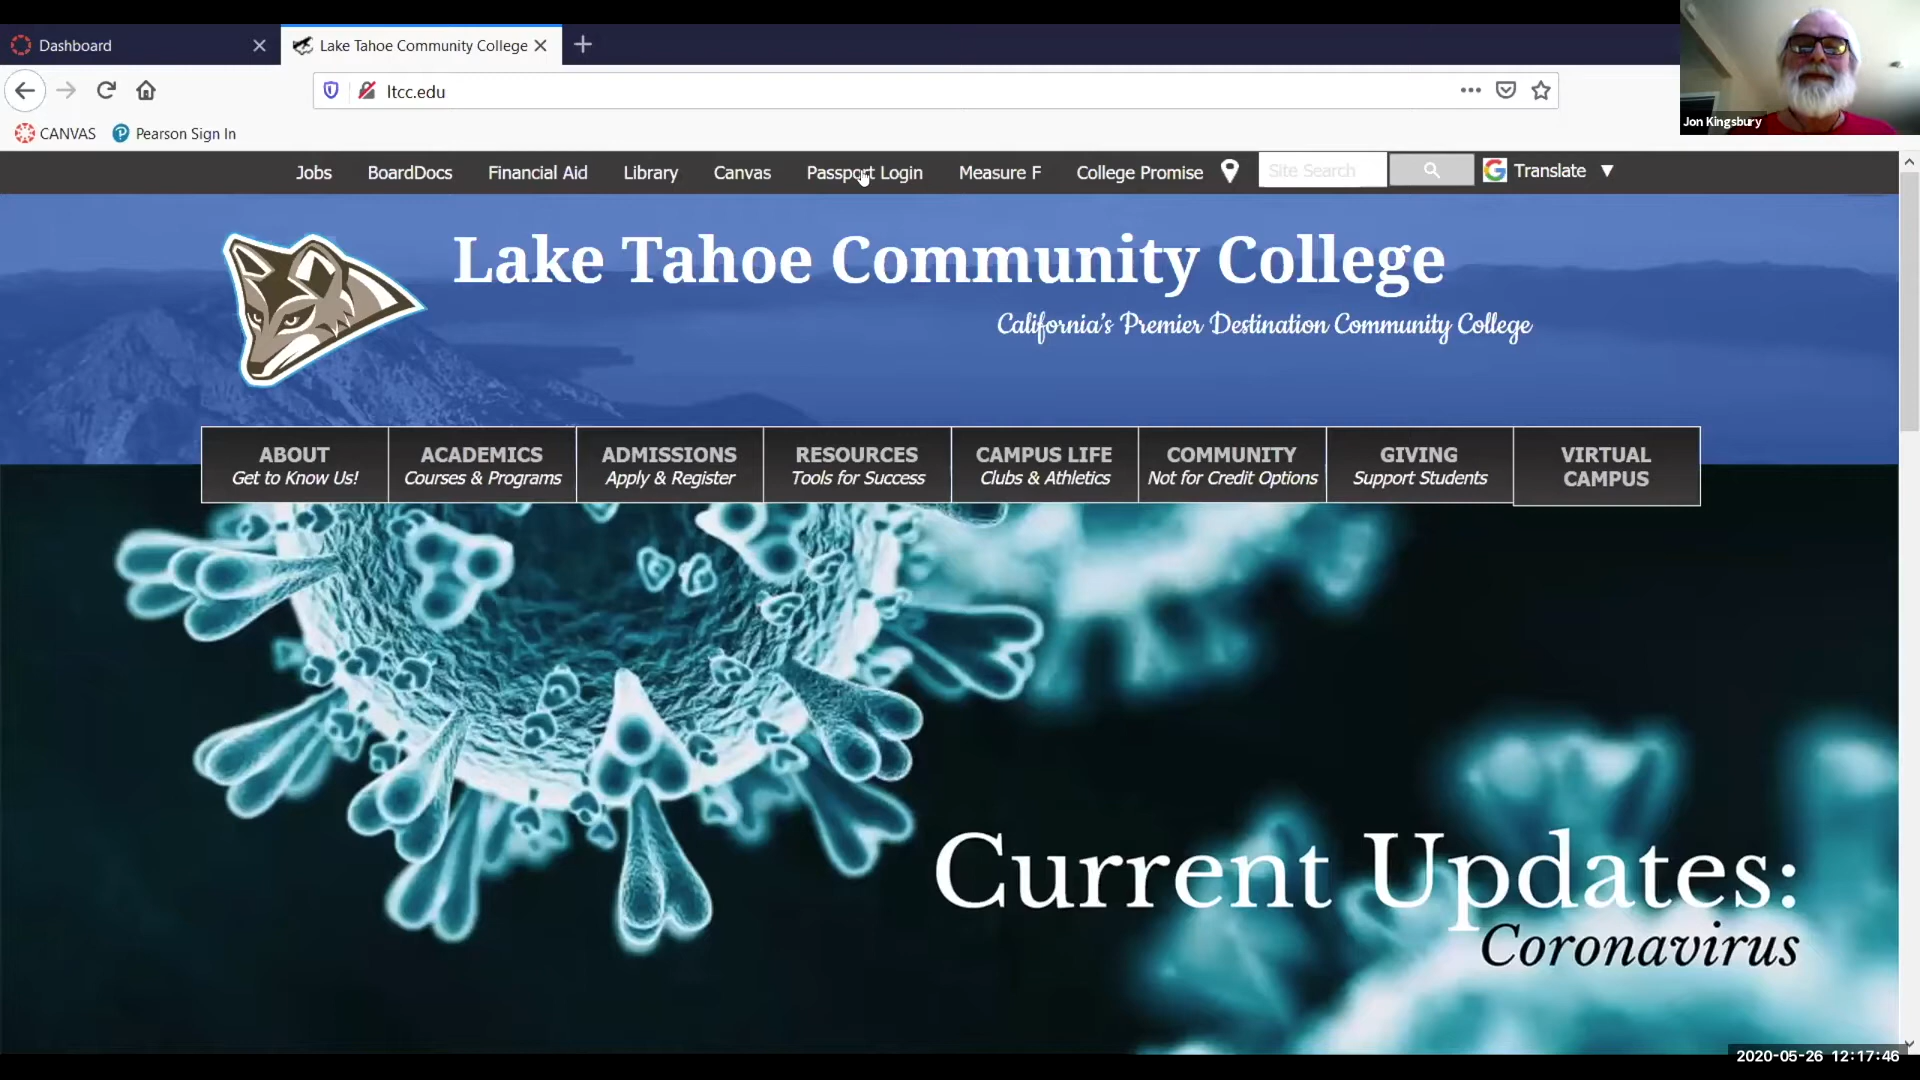 Dashboard
Lake Tahoe Community College
Jon Kingsbury
ltcc.edu
CANVAS
Pearson Sign In
Jobs
BoardDocs
Financial Aid
Library
Canvas
Passport Login
Measure F
College Promise
Site Search
Translate
Lake Tahoe Community College
California's Premier Destination Community College
ABOUT
Get to Know Us!
ACADEMICS
Courses & Programs
ADMISSIONS
Apply & Register
RESOURCES
Tools for Success
CAMPUS LIFE
Clubs & Athletics
COMMUNITY
Not for Credit Options
GIVING
Support Students
VIRTUAL
CAMPUS
Current Updates:
Coronavirus
2020-05-26 12:17:46